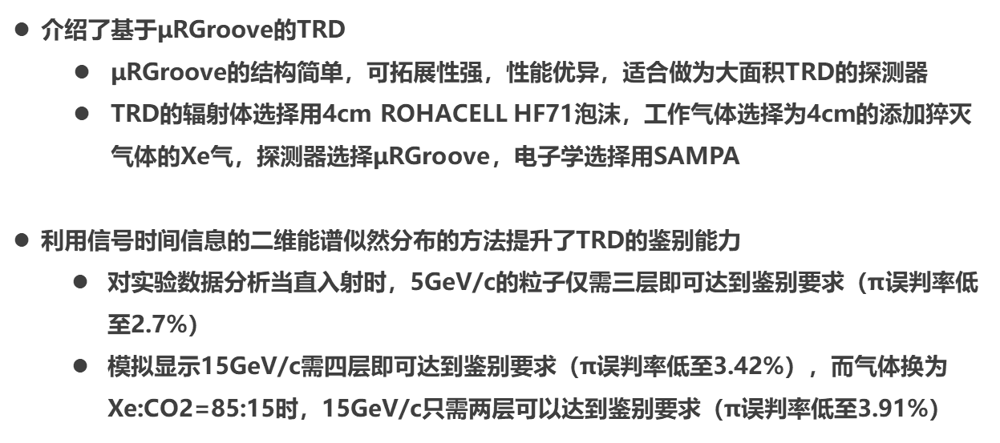 ● 介绍了基于μRGroove的TRD
● μRGroove的结构简单，可拓展性强，性能优异，适合做为大面积TRD的探测器
● TRD的辐射体选择用4cm ROHACELL HF71泡沫，工作气体选择为4cm的添加猝灭
气体的Xe气，探测器选择μRGroove，电子学选择用SAMPA
● 利用信号时间信息的二维能谱似然分布的方法提升了TRD的鉴别能力
● 对实验数据分析当直入射时，5GeV/c的粒子仅需三层即可达到鉴别要求（π误判率低
至2.7%）
● 模拟显示15GeV/c需四层即可达到鉴别要求（π误判率低至3.42%），而气体换为
Xe:CO2=85:15时，15GeV/c只需两层可以达到鉴别要求（π误判率低至3.91%）